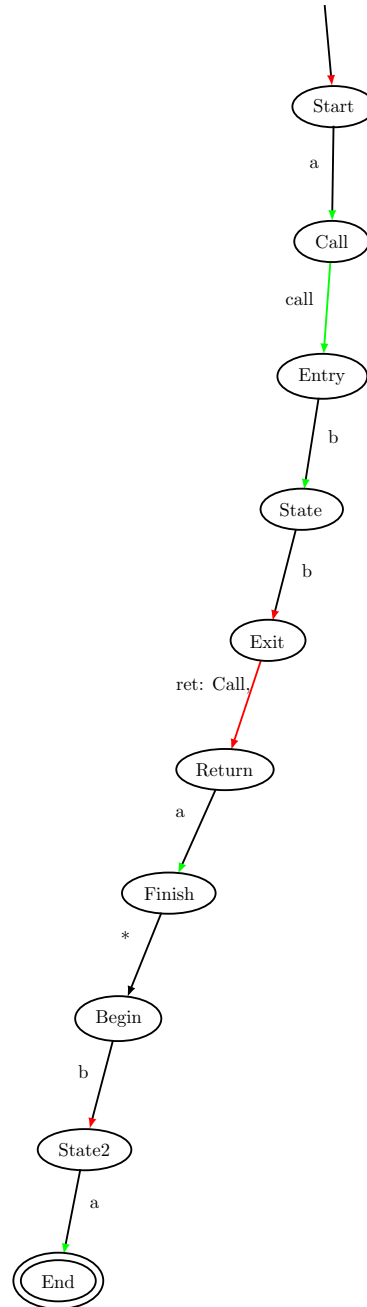 Start
a
Call
call
Entry
b
State
b
Exit
ret: Call,
Return
a
Finish
*
Begin
b
State2
a
End